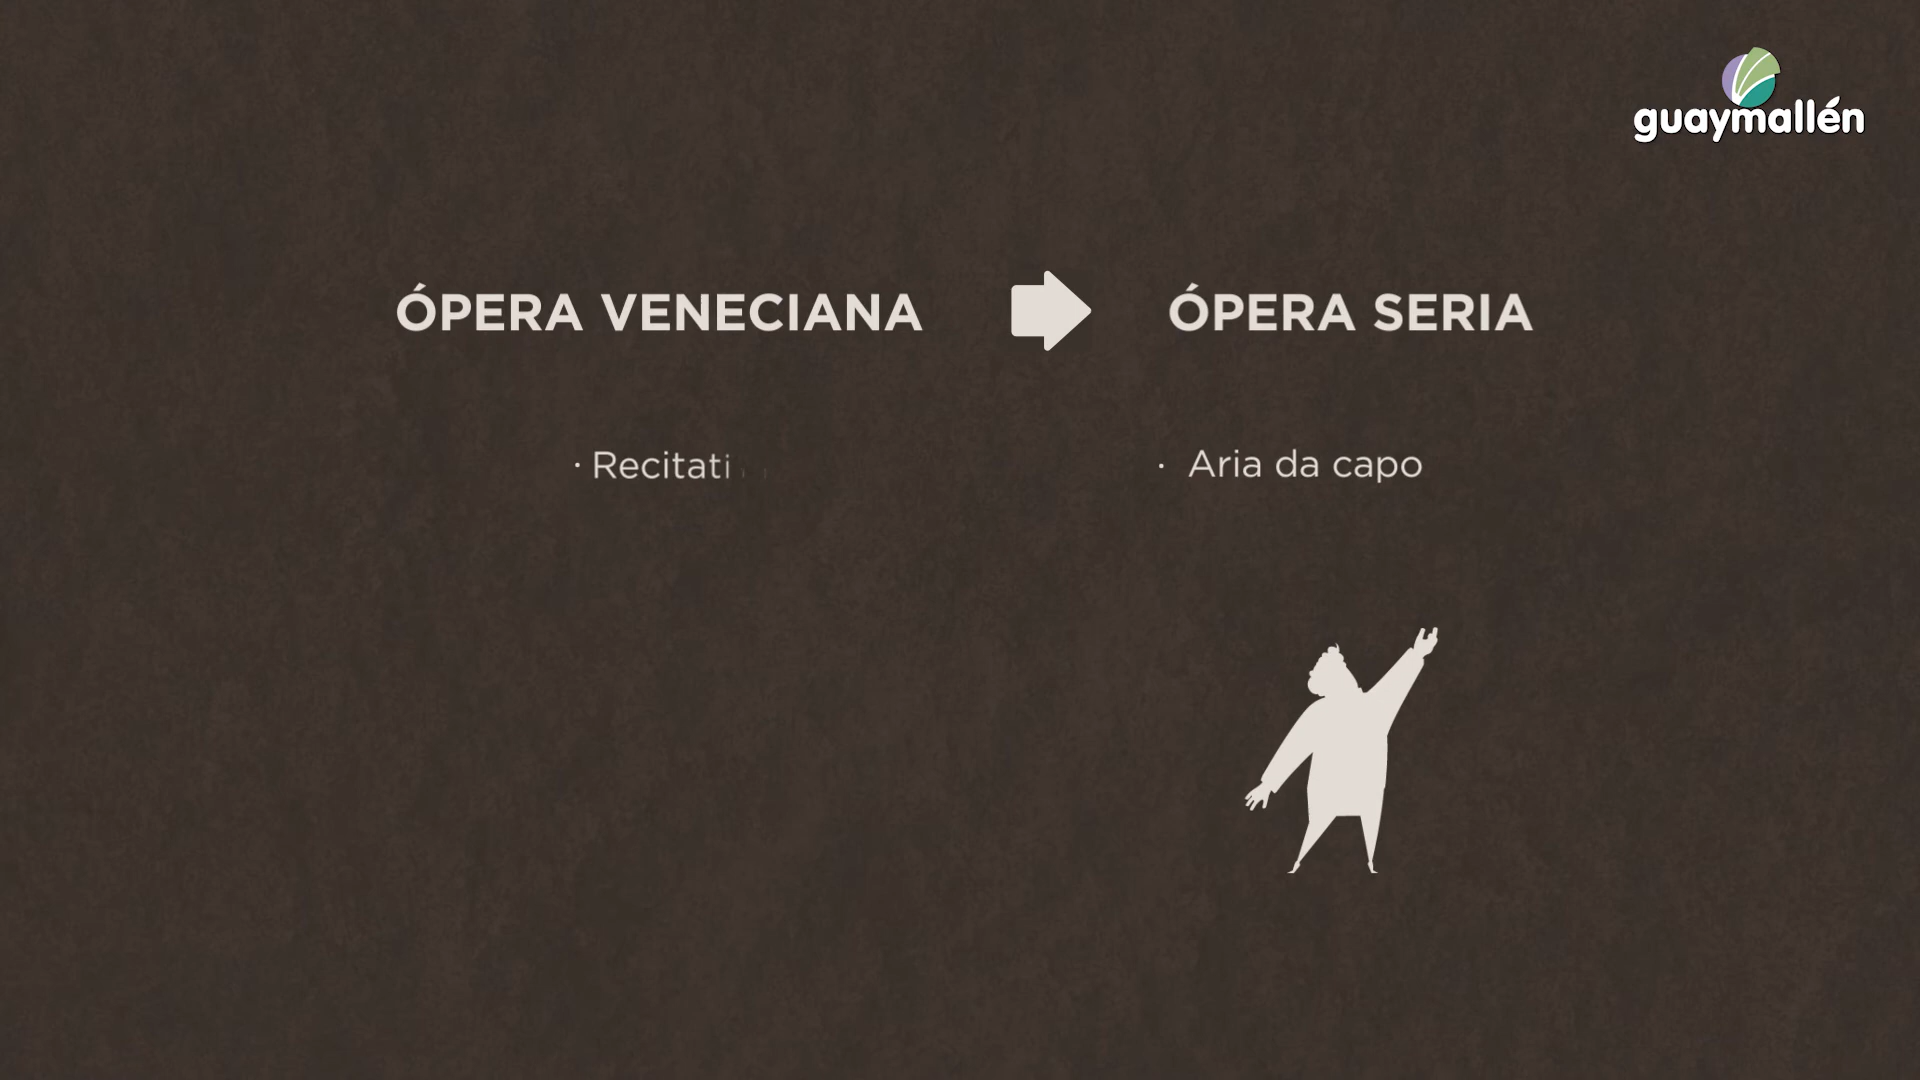 guaymallén
ÓPERA VENECIANA
ÓPERA SERIA
· Recitati
· Aria da capo